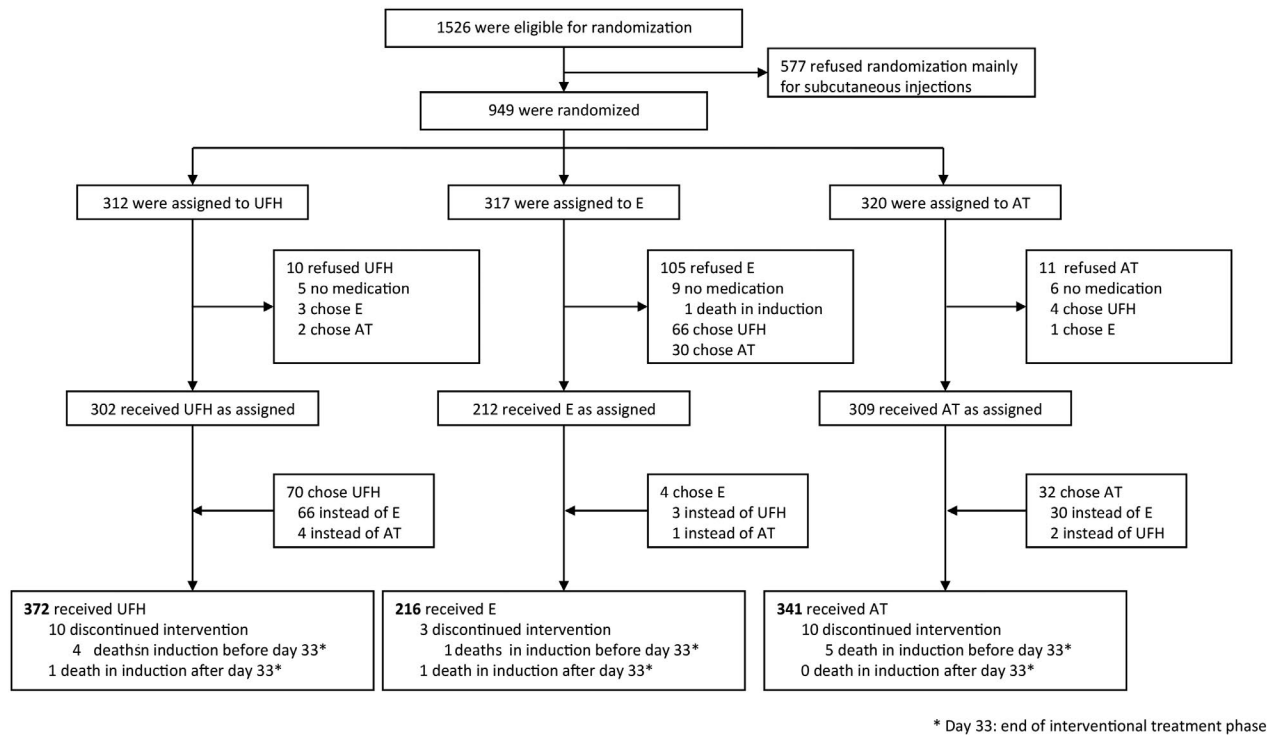 1526 were eligible for randomization
577 refused randomization mainly
for subcutaneous injections
949 were randomized
312 were assigned to UFH
317 were assigned to E
320 were assigned to AT
10 refused UFH
5 no medication
3 chose E
2 chose AT
105 refused E
9 no medication
1 death in induction
66 chose UFH
30 chose AT
11 refused AT
6 no medication
4 chose UFH
1 chose E
302 received UFH as assigned
212 received E as assigned
309 received AT as assigned
70 chose UFH
66 instead of E
4 instead of AT
4 chose E
3 instead of UFH
1 instead of AT
32 chose AT
30 instead of E
2 instead of UFH
372 received UFH
10 discontinued intervention
4 deathsn induction before day 33*
1 death in induction after day 33*
216 received E
3 discontinued intervention
1 deaths in induction before day 33*
1 death in induction after day 33*
341 received AT
10 discontinued intervention
5 death in induction before day 33*
0 death in induction after day 33*
* Day 33: end of interventional treatment phase